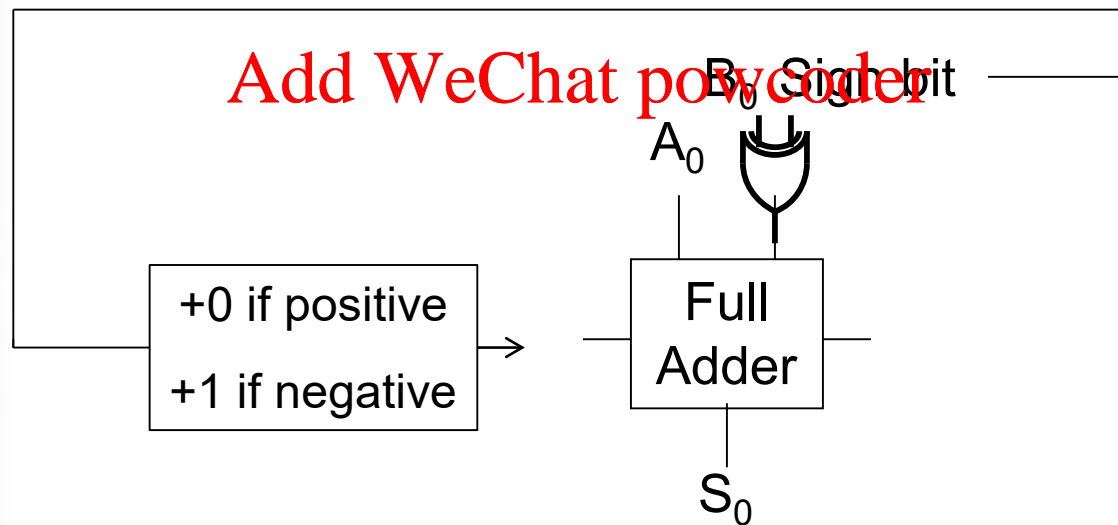 Add WeChat powcoder
B₀ Sign bit
A₀
+0 if positive
+1 if negative
Full
Adder
S₀